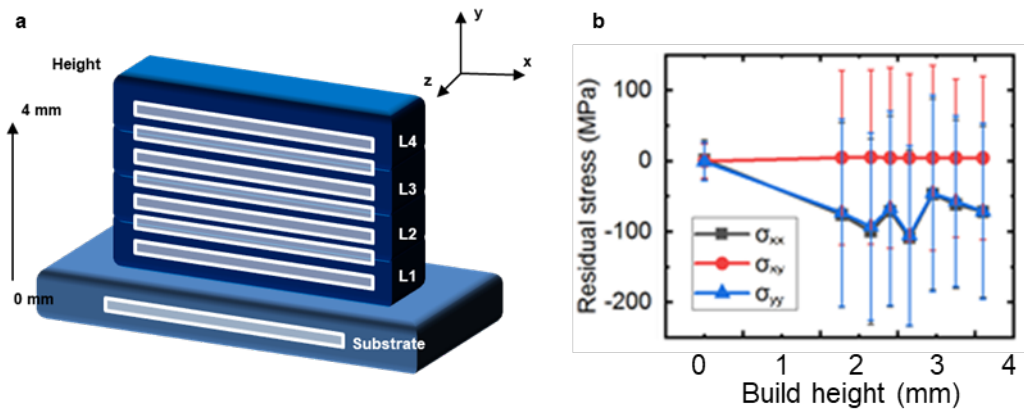 a
Height
4 mm
0 mm
L4
L3
L2
L1
Substrate
y
x
z
b
Residual stress (MPa)
100
0
-100
-200
σxx
σxy
σyy
0 1 2 3 4
Build height (mm)